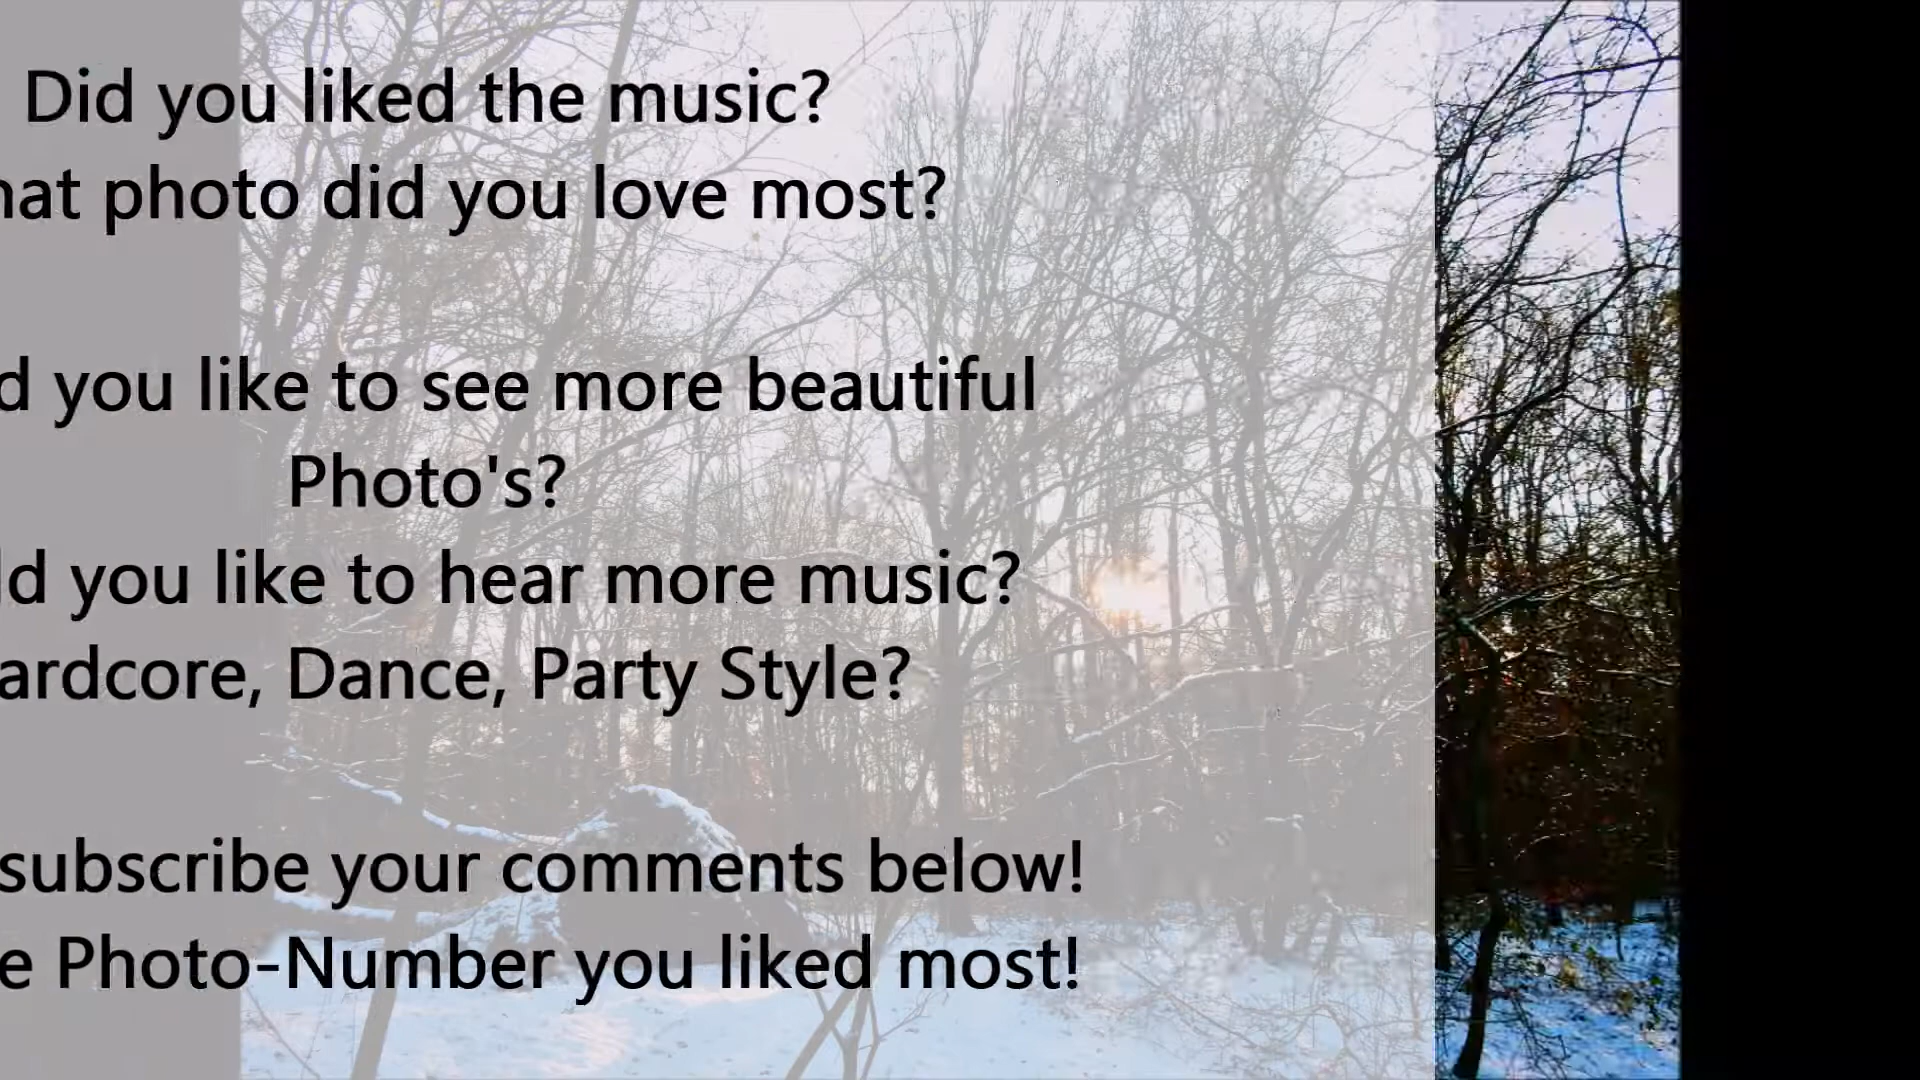 Did you liked the music?
hat photo did you love most?
d you like to see more beautiful
Photo's?
ld you like to hear more music?
ardcore, Dance, Party Style?
subscribe your comments below!
e Photo-Number you liked most!